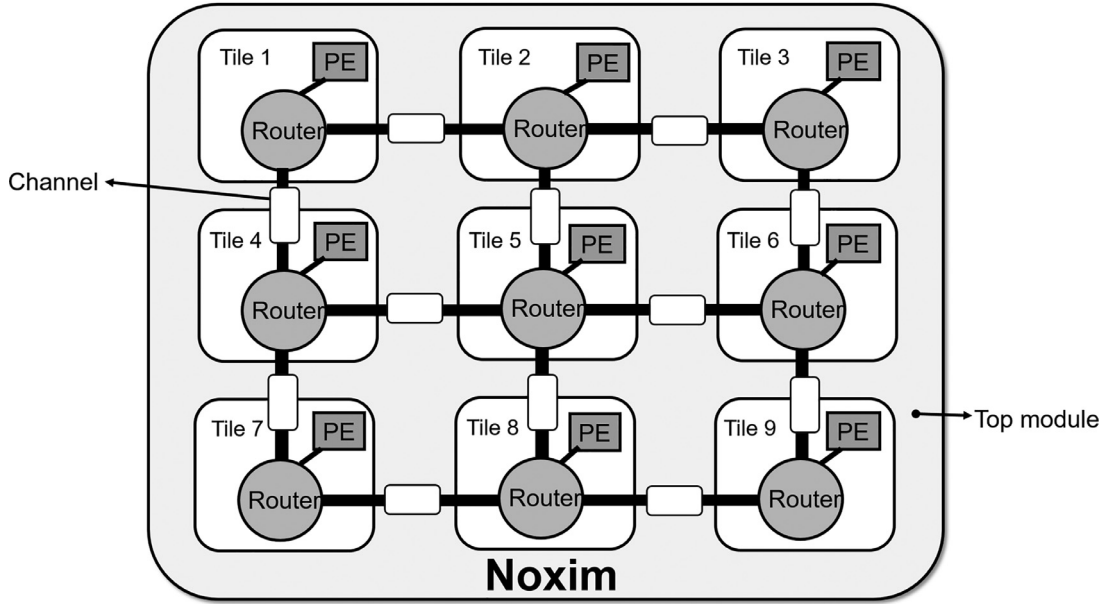 Tile 1
PE
Router
Tile 2
PE
Router
Tile 3
PE
Router
Channel
Tile 4
PE
Router
Tile 5
PE
Router
Tile 6
PE
Router
Tile 7
PE
Router
Tile 8
PE
Router
Tile 9
PE
Router
Top module
Noxim